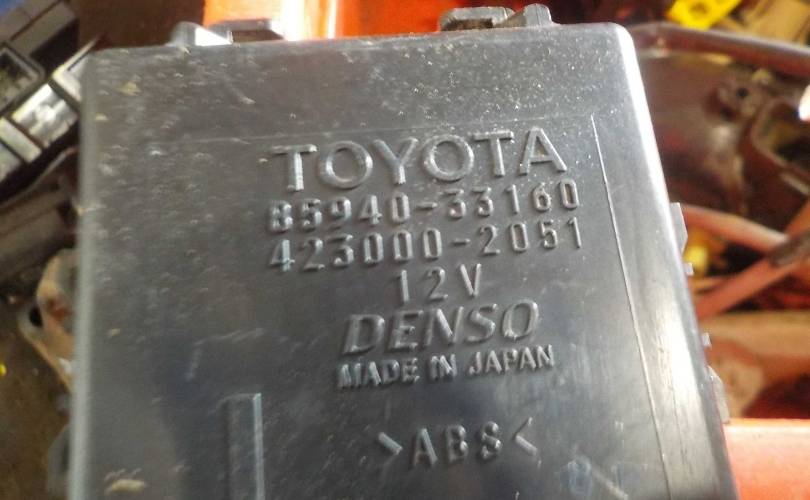 TOYOTA
85940-33160
423000-2051
12V
DENSO
MADE IN JAPAN
>ABS<